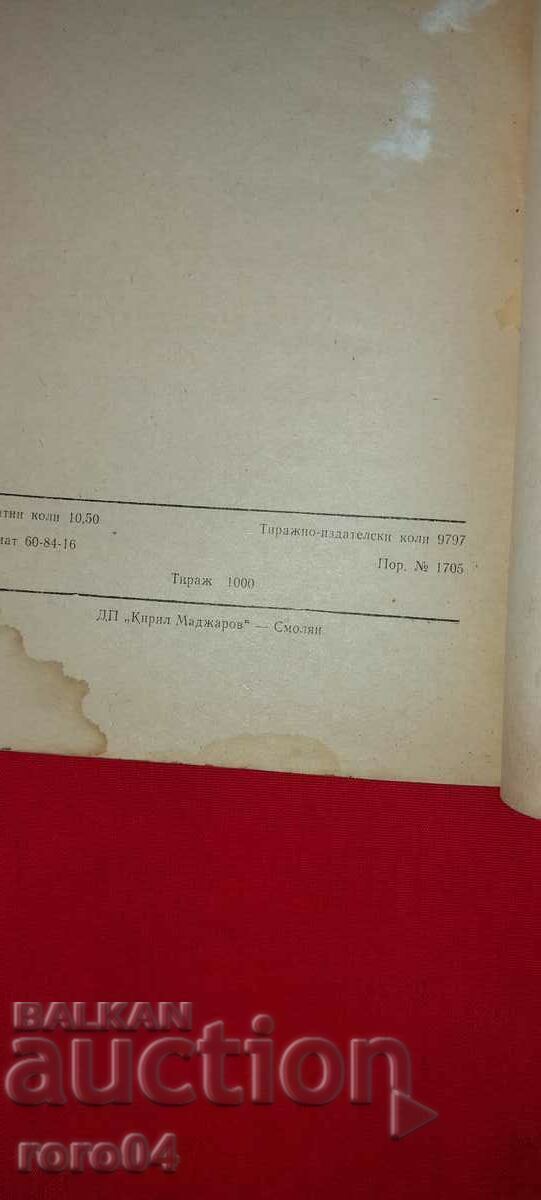 тни коли 10,50
Тиражно-издателски коли 9797
мат 60-84-16
Пор. № 1705
Тираж 1000
ДП „Кирил Маджаров" — Смолян
BALKAN
auction
roro04